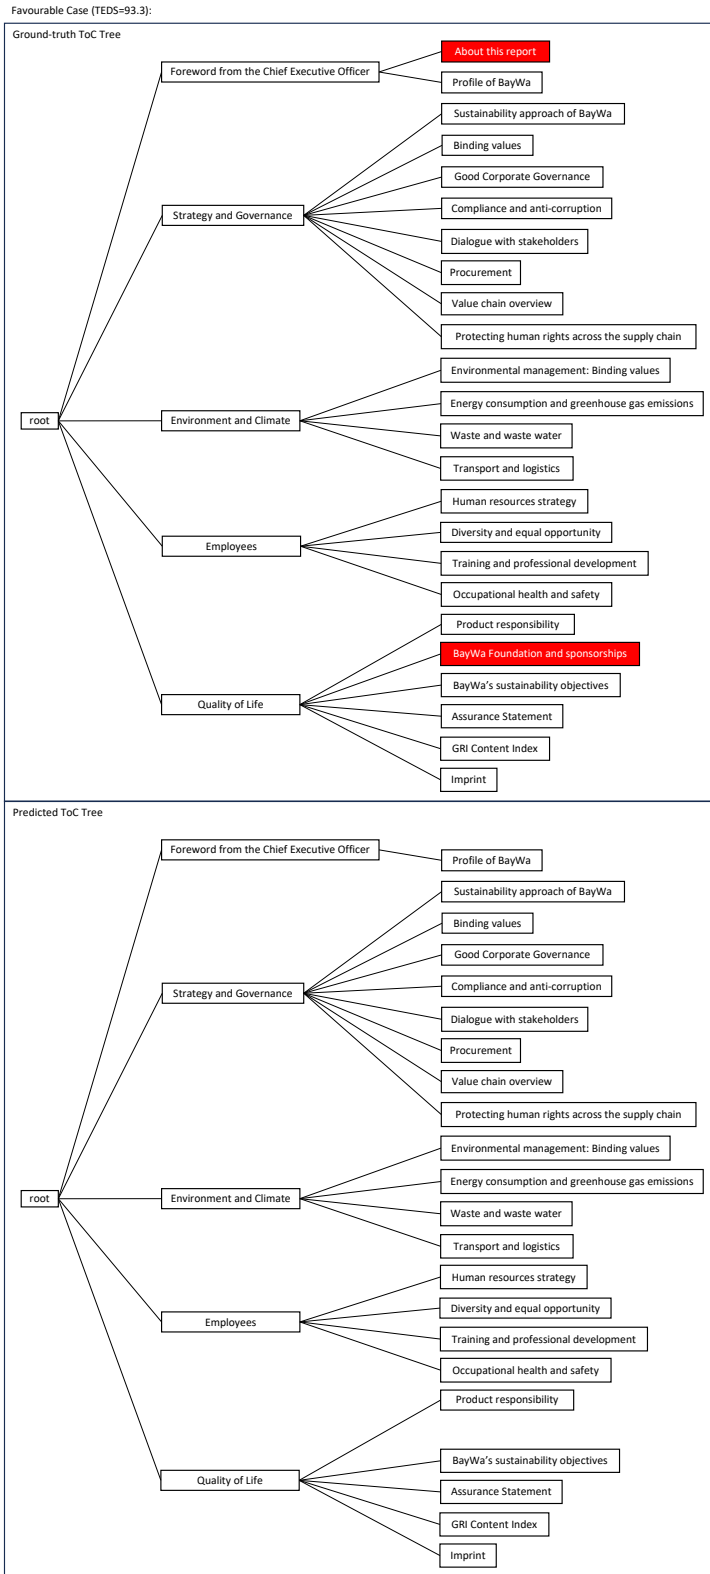 Favourable Case (TEDS=93.3):
Ground-truth ToC Tree
About this report
Foreword from the Chief Executive Officer
Profile of BayWa
Sustainability approach of BayWa
Binding values
Good Corporate Governance
Compliance and anti-corruption
Strategy and Governance
Dialogue with stakeholders
Procurement
Value chain overview
Protecting human rights across the supply chain
Environmental management: Binding values
Energy consumption and greenhouse gas emissions
root
Environment and Climate
Waste and waste water
Transport and logistics
Human resources strategy
Diversity and equal opportunity
Employees
Training and professional development
Occupational health and safety
Product responsibility
BayWa Foundation and sponsorships
BayWa's sustainability objectives
Quality of Life
Assurance Statement
GRI Content Index
Imprint
Predicted ToC Tree
Foreword from the Chief Executive Officer
Profile of BayWa
Sustainability approach of BayWa
Binding values
Good Corporate Governance
Compliance and anti-corruption
Strategy and Governance
Dialogue with stakeholders
Procurement
Value chain overview
Protecting human rights across the supply chain
Environmental management: Binding values
Energy consumption and greenhouse gas emissions
root
Environment and Climate
Waste and waste water
Transport and logistics
Human resources strategy
Diversity and equal opportunity
Employees
Training and professional development
Occupational health and safety
Product responsibility
BayWa's sustainability objectives
Quality of Life
Assurance Statement
GRI Content Index
Imprint